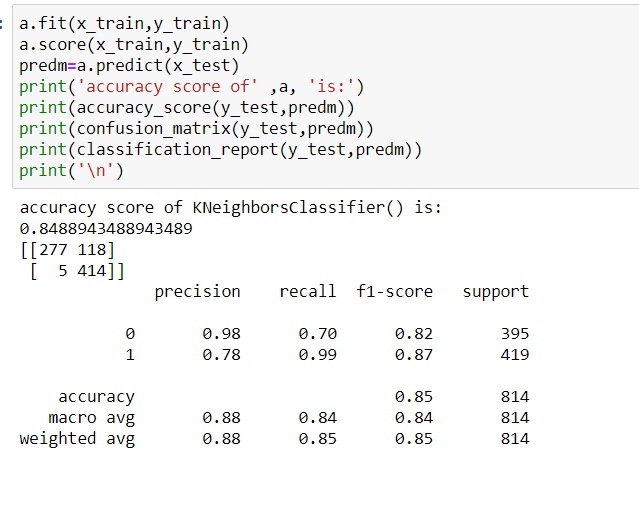 : a.fit(x_train,y_train)
a.score(x_train,y_train)
predm=a.predict(x_test)
print('accuracy score of' ,a, 'is:')
print(accuracy_score(y_test,predm))
print(confusion_matrix(y_test,predm))
print(classification_report(y_test,predm))
print('\n')
accuracy score of KNeighborsClassifier() is:
0.8488943488943489
[[277 118]
 [  5 414]]
              precision    recall  f1-score   support
           0       0.98      0.70      0.82       395
           1       0.78      0.99      0.87       419
    accuracy                           0.85       814
   macro avg       0.88      0.84      0.84       814
weighted avg       0.88      0.85      0.85       814